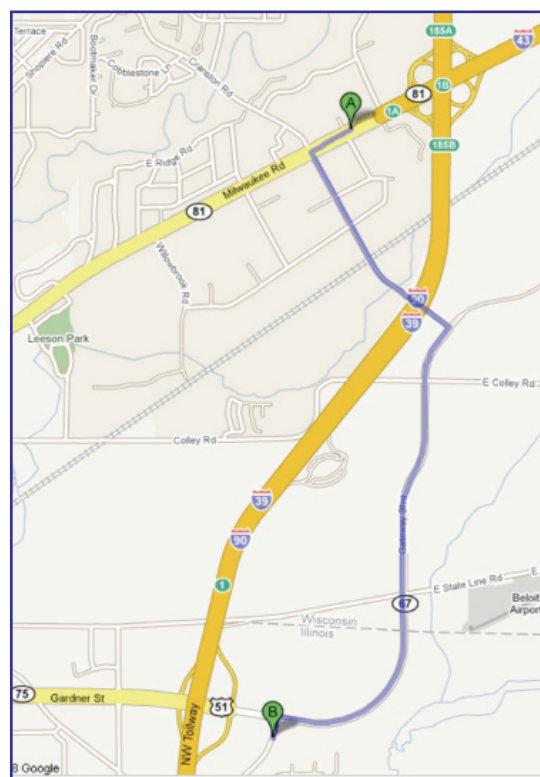 Terrace
Shopiere Rd
Bootmaker Dr
Cobblestone Ln
Cranston Rd
185A
43
1B
81
1A
A
185B
E Ridge Rd
Milwaukee Rd
81
Willowbrook Rd
90
39
Leeson Park
E Colley Rd
Colley Rd
39
90
Gateway Blvd
1
E State Line Rd
E
67
Beloit
Airport
Wisconsin
Illinois
75
Gardner St
51
B
NW Tollway
8 Google